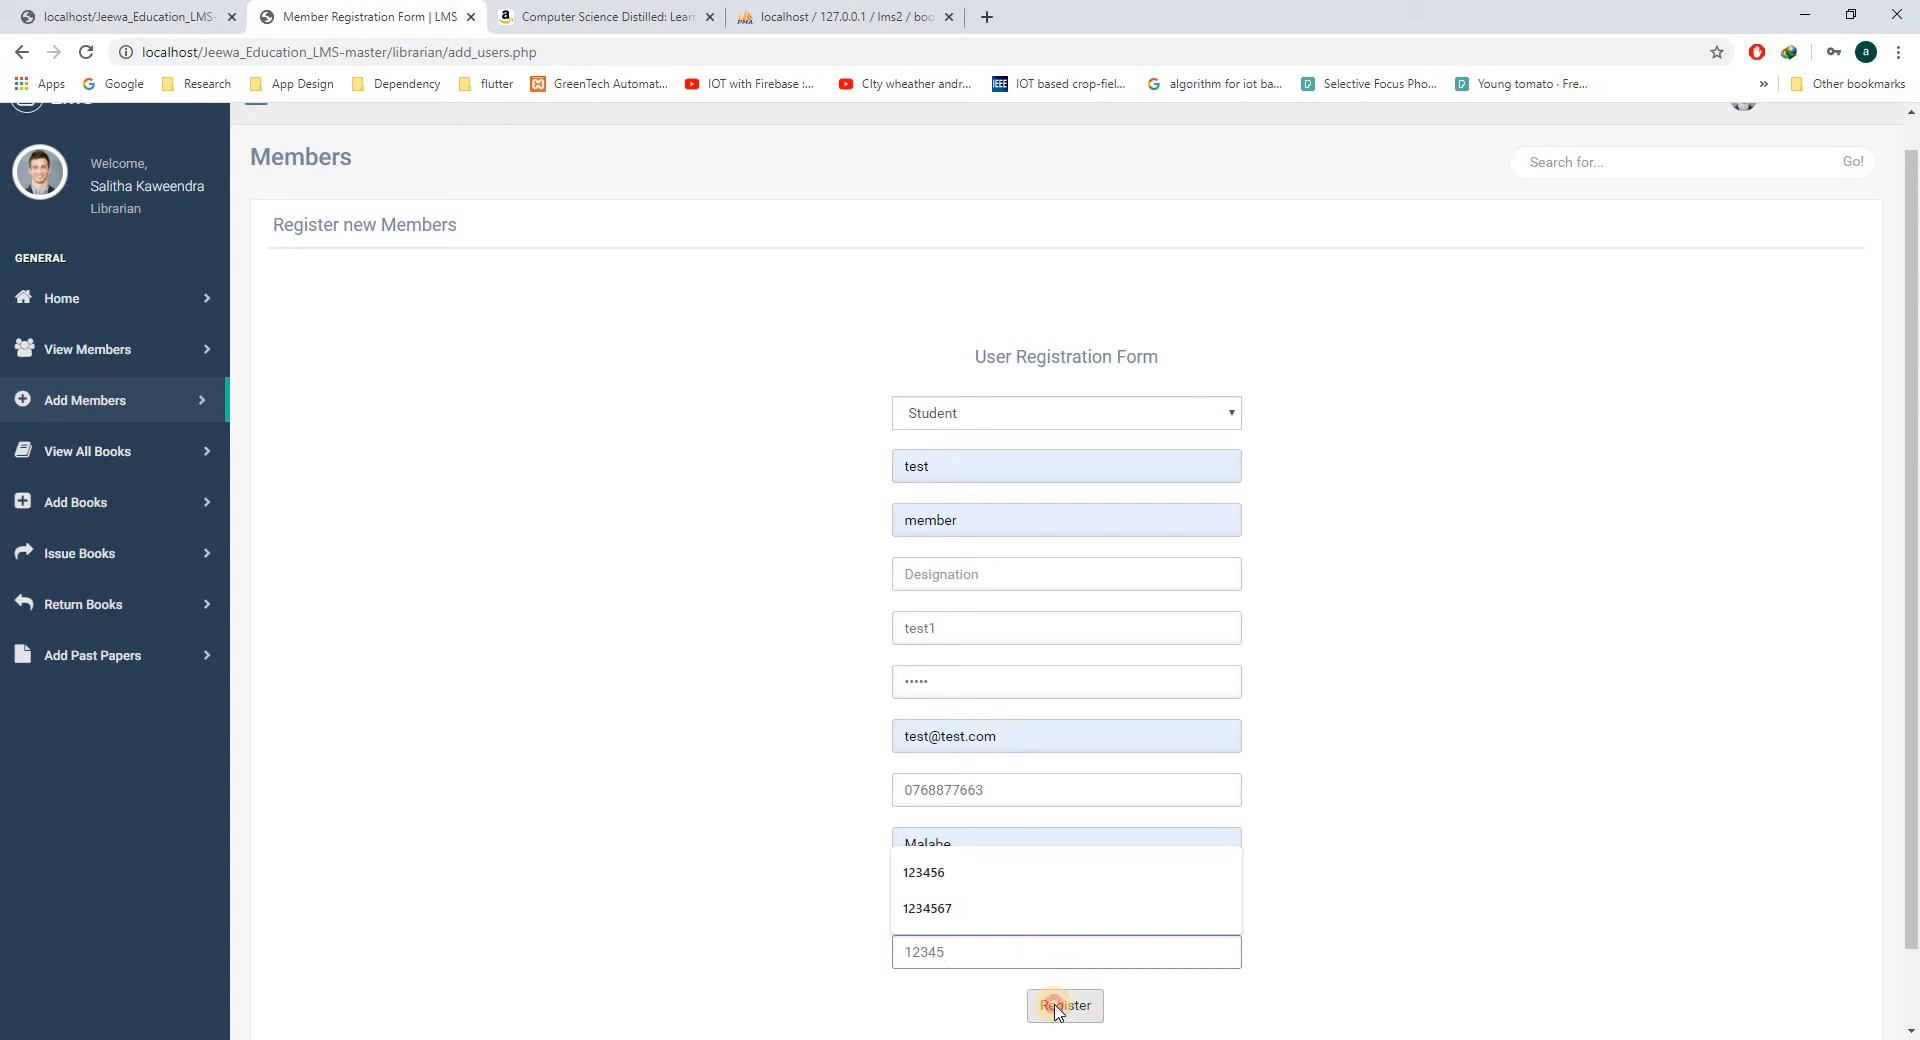 localhost/Jeewa_Education_LMS-
Member Registration Form | LMS
Computer Science Distilled: Lear
localhost / 127.0.0.1 / lms2 / boo
localhost/Jeewa_Education_LMS-master/librarian/add_users.php
a
Apps
Google
Research
App Design
Dependency
flutter
GreenTech Automat...
IOT with Firebase :...
CIty wheather andr...
IEEE
IOT based crop-fiel...
algorithm for iot ba...
Selective Focus Pho...
Young tomato · Fre...
»
Other bookmarks
Welcome,
Salitha Kaweendra
Librarian
GENERAL
Home
View Members
Add Members
View All Books
Add Books
Issue Books
Return Books
Add Past Papers
Members
Search for...
Go!
Register new Members
User Registration Form
Student
test
member
Designation
test1
•••••
test@test.com
0768877663
Malabe
123456
1234567
12345
Register